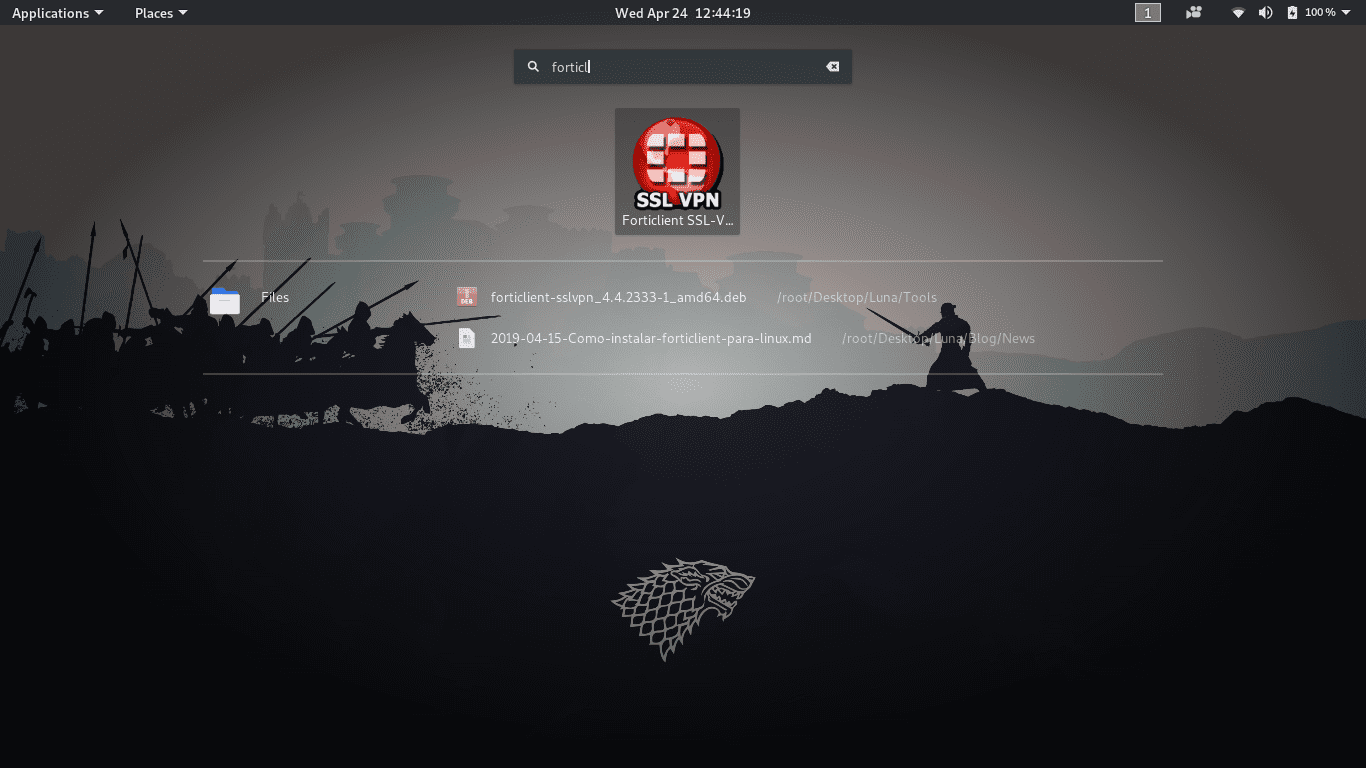 Applications Places Wed Apr 24 12:44:19 1 100 %
forticl
SSL VPN
Forticlient SSL-V...
Files forticlient-sslvpn_4.4.2333-1_amd64.deb /root/Desktop/Luna/Tools
DEB
2019-04-15-Como-instalar-forticlient-para-linux.md /root/Desktop/Luna/Blog/News